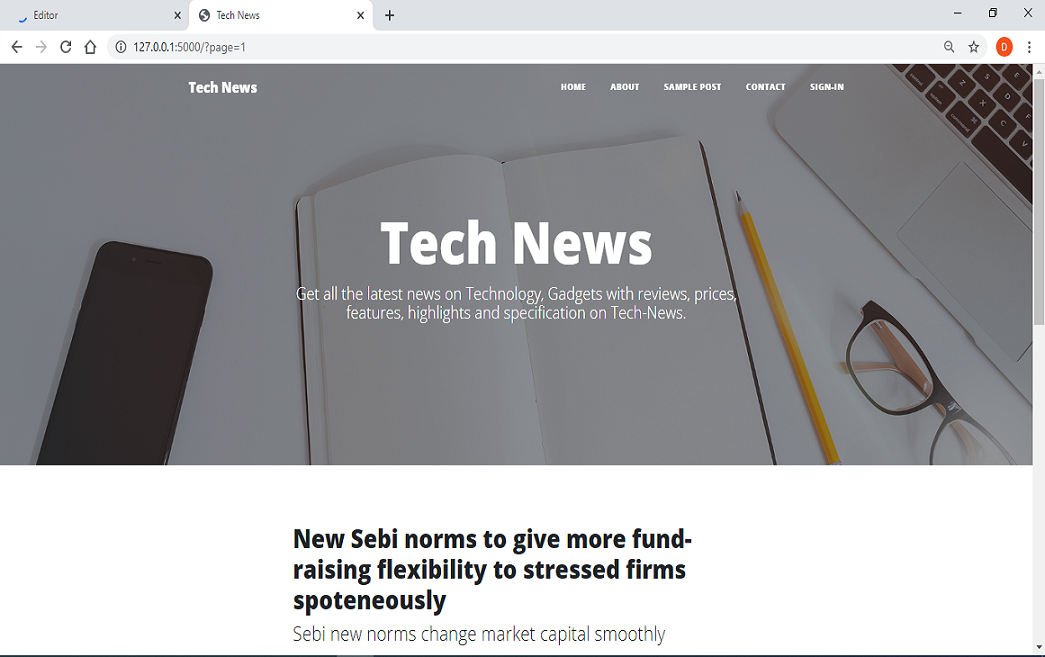 Editor
Tech News
127.0.0.1:5000/?page=1
D
Tech News
HOME ABOUT SAMPLE POST CONTACT SIGN-IN
Tech News
Get all the latest news on Technology, Gadgets with reviews, prices,
features, highlights and specification on Tech-News.
New Sebi norms to give more fund-
raising flexibility to stressed firms
spoteneously
Sebi new norms change market capital smoothly